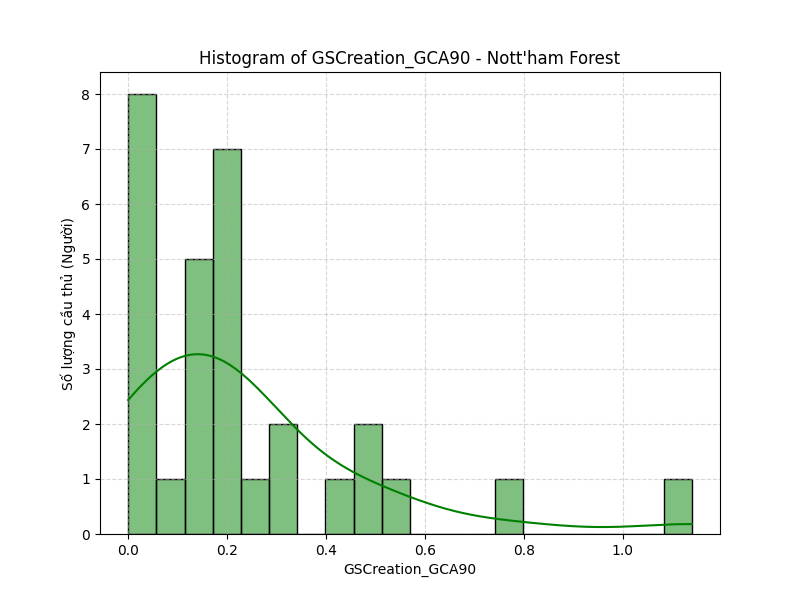 Histogram of GSCreation_GCA90 - Nott'ham Forest
8
7
6
5
4
3
2
1
0
Số lượng cầu thủ (Người)
0.0 0.2 0.4 0.6 0.8 1.0
GSCreation_GCA90